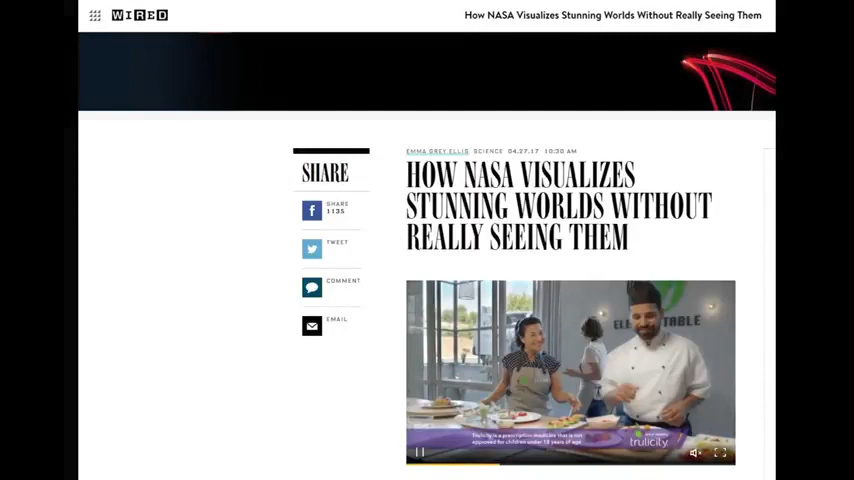 WIRED
How NASA Visualizes Stunning Worlds Without Really Seeing Them
EMMA GREY ELLIS SCIENCE 04.27.17 10:30 AM
HOW NASA VISUALIZES
STUNNING WORLDS WITHOUT
REALLY SEEING THEM
SHARE
SHARE
1135
TWEET
COMMENT
EMAIL
TABLE
Trulicity is a prescription medicine that is not
approved for children under 18 years of age
trulicity